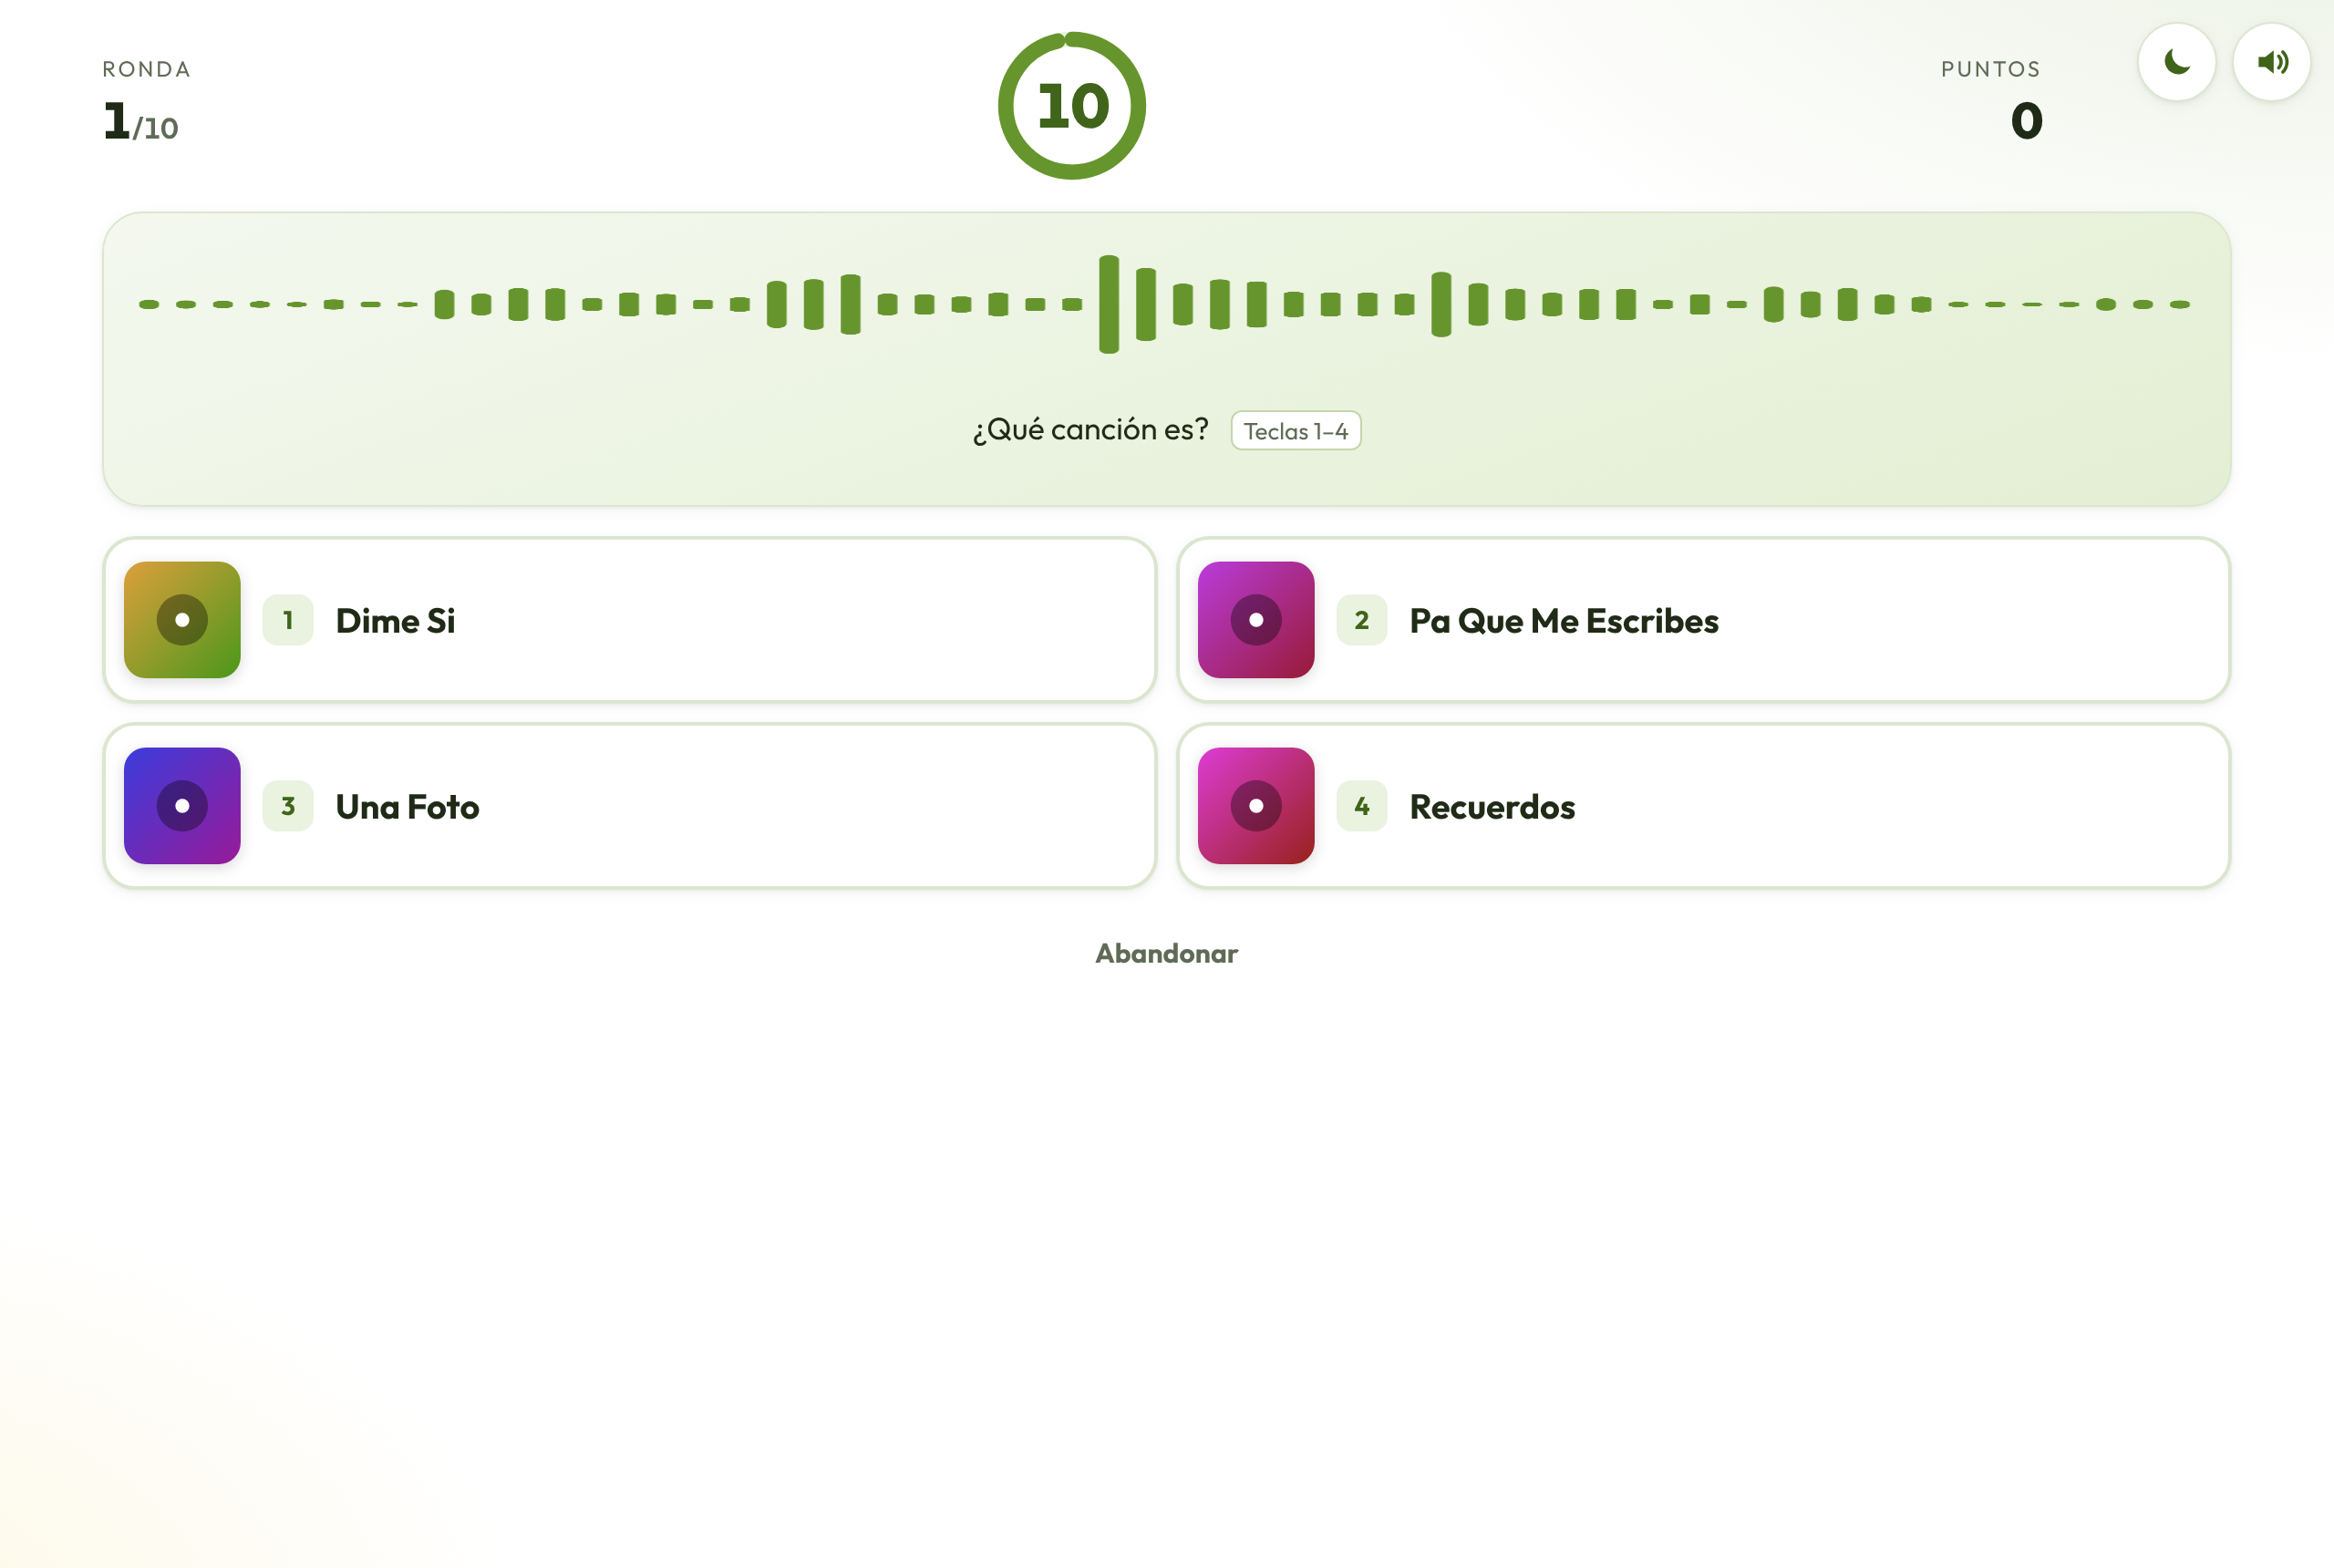 RONDA
1/10
10
PUNTOS
0
¿Qué canción es? Teclas 1–4
1 Dime Si
2 Pa Que Me Escribes
3 Una Foto
4 Recuerdos
Abandonar